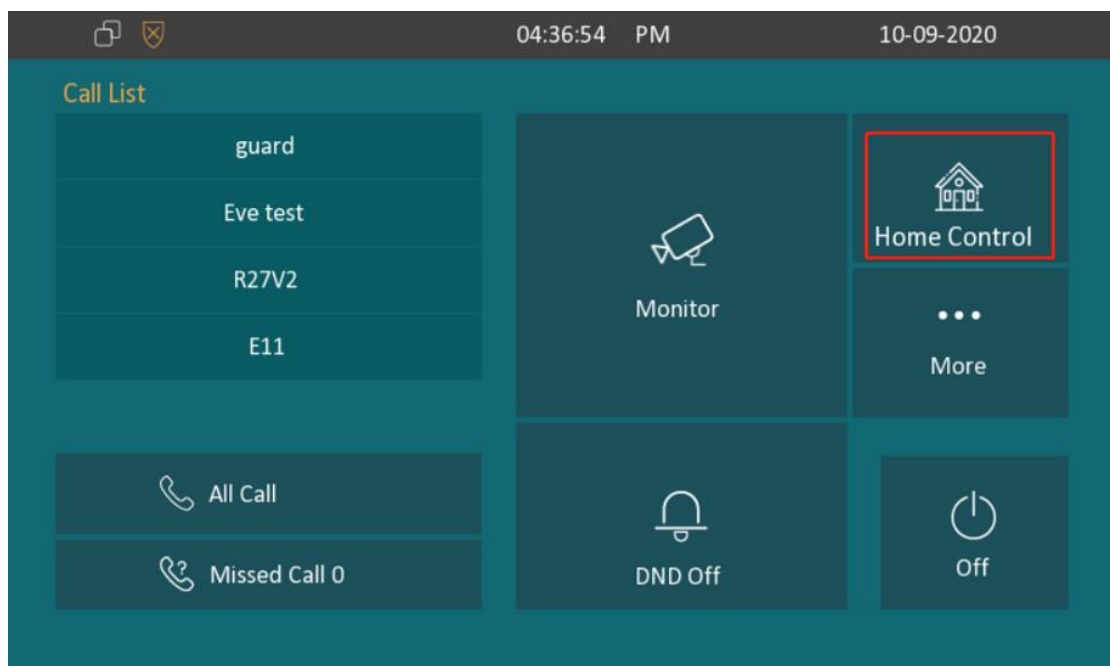 04:36:54 PM 10-09-2020
Call List
guard
Eve test
R27V2
E11
All Call
Missed Call 0
Monitor
DND Off
Home Control
More
Off